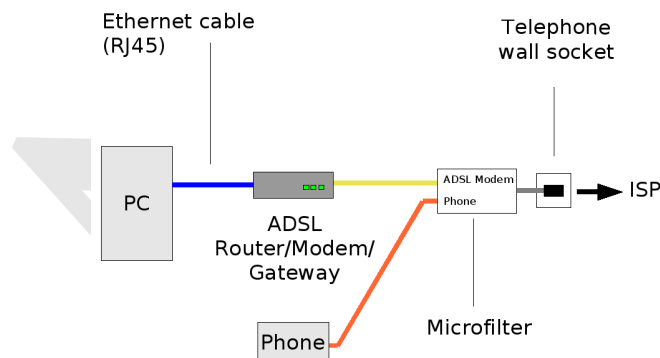 Ethernet cable
(RJ45)
Telephone
wall socket
PC
ADSL Modem
Phone
ISP
ADSL
Router/Modem/
Gateway
Microfilter
Phone